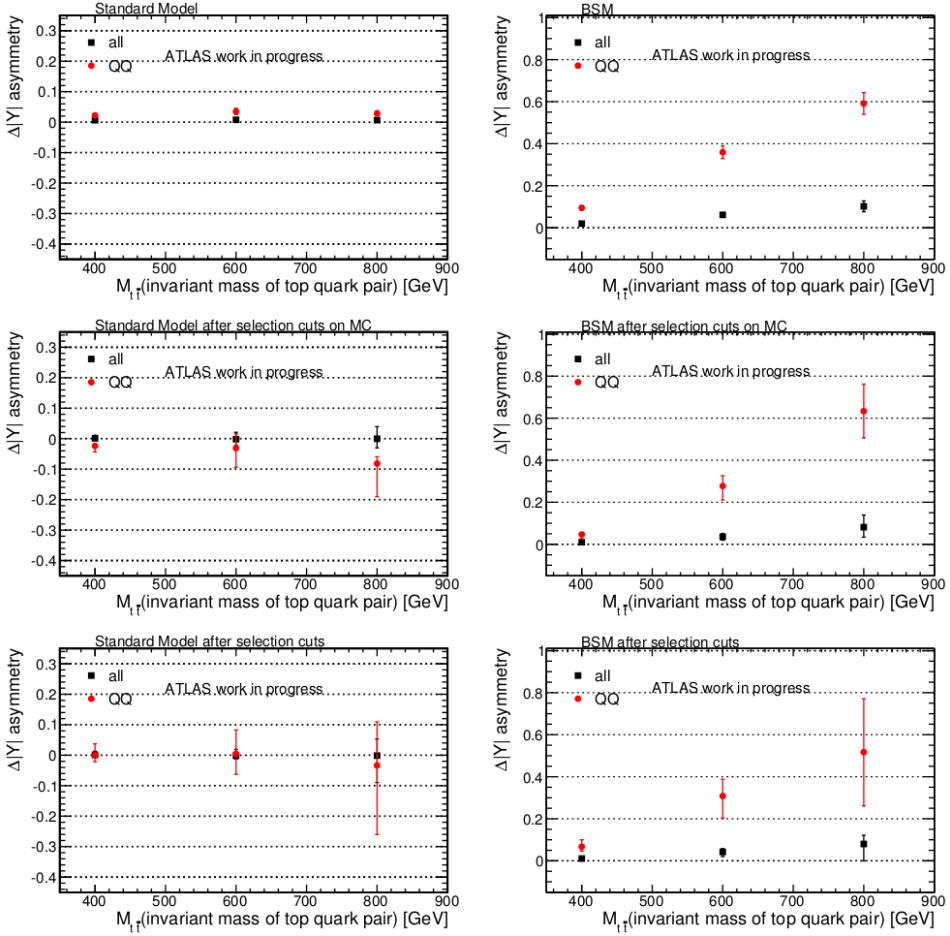 Standard Model
Δ|Y| asymmetry
0.3
0.2
0.1
0
-0.1
-0.2
-0.3
-0.4
all
QQ
ATLAS work in progress
400 500 600 700 800 900
M_{t t̄}(invariant mass of top quark pair) [GeV]
BSM
Δ|Y| asymmetry
1
0.8
0.6
0.4
0.2
0
all
QQ
ATLAS work in progress
400 500 600 700 800 900
M_{t t̄}(invariant mass of top quark pair) [GeV]
Standard Model after selection cuts on MC
Δ|Y| asymmetry
0.3
0.2
0.1
0
-0.1
-0.2
-0.3
-0.4
all
QQ
ATLAS work in progress
400 500 600 700 800 900
M_{t t̄}(invariant mass of top quark pair) [GeV]
BSM after selection cuts on MC
Δ|Y| asymmetry
1
0.8
0.6
0.4
0.2
0
all
QQ
ATLAS work in progress
400 500 600 700 800 900
M_{t t̄}(invariant mass of top quark pair) [GeV]
Standard Model after selection cuts
Δ|Y| asymmetry
0.3
0.2
0.1
0
-0.1
-0.2
-0.3
-0.4
all
QQ
ATLAS work in progress
400 500 600 700 800 900
M_{t t̄}(invariant mass of top quark pair) [GeV]
BSM after selection cuts
Δ|Y| asymmetry
1
0.8
0.6
0.4
0.2
0
all
QQ
ATLAS work in progress
400 500 600 700 800 900
M_{t t̄}(invariant mass of top quark pair) [GeV]